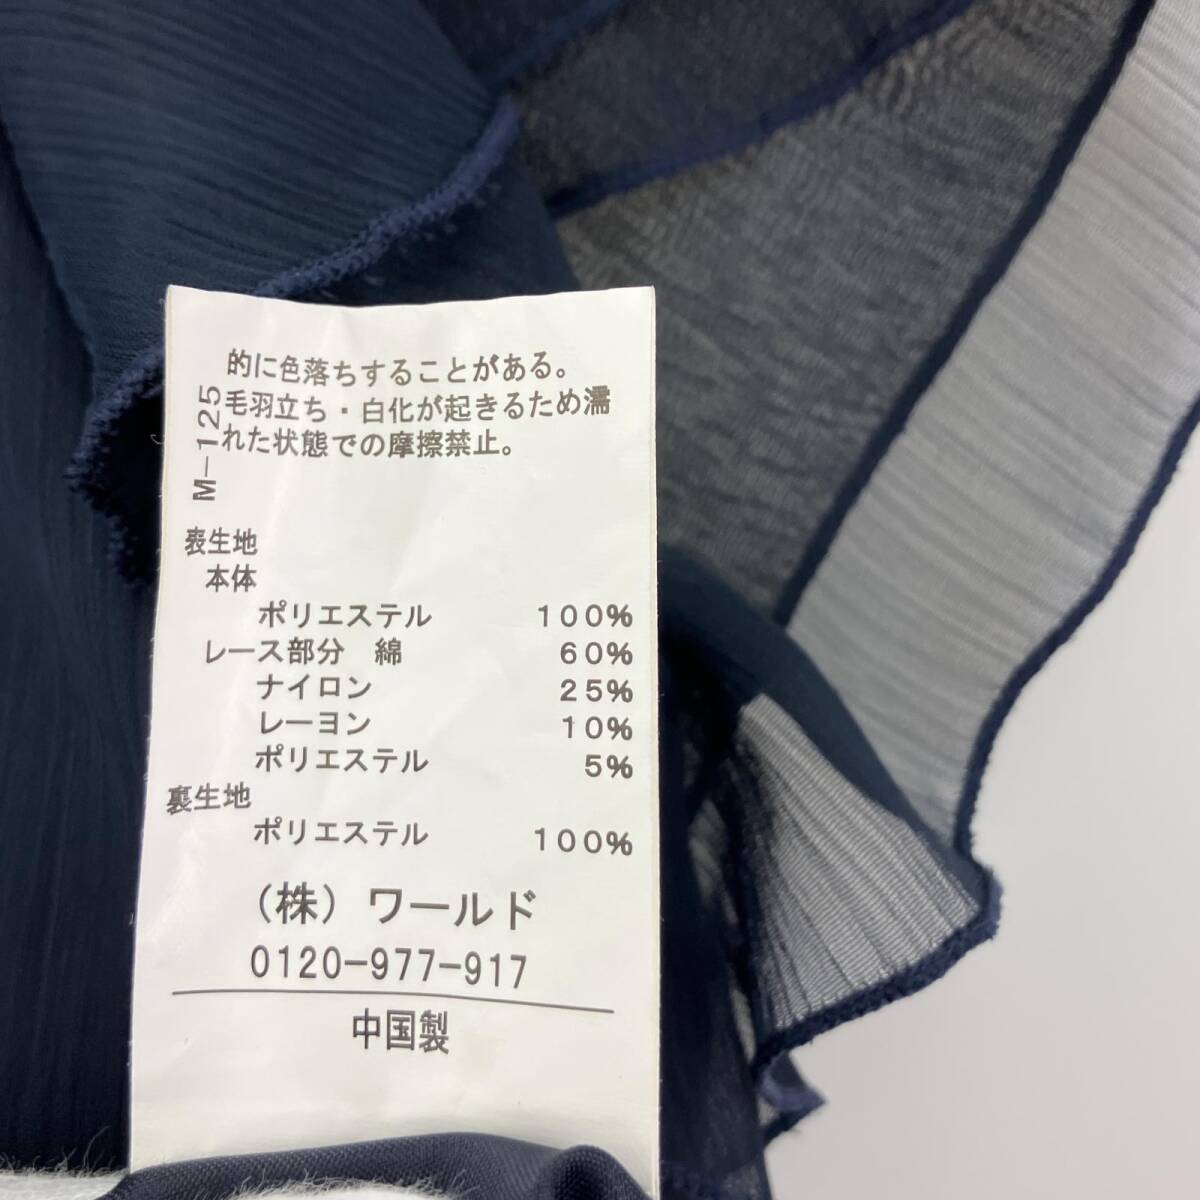 的に色落ちすることがある。
毛羽立ち・白化が起きるため濡
れた状態での摩擦禁止。
M-125
表生地
本体
ポリエステル 100%
レース部分 綿 60%
ナイロン 25%
レーヨン 10%
ポリエステル 5%
裏生地
ポリエステル 100%
(株)ワールド
0120-977-917
中国製